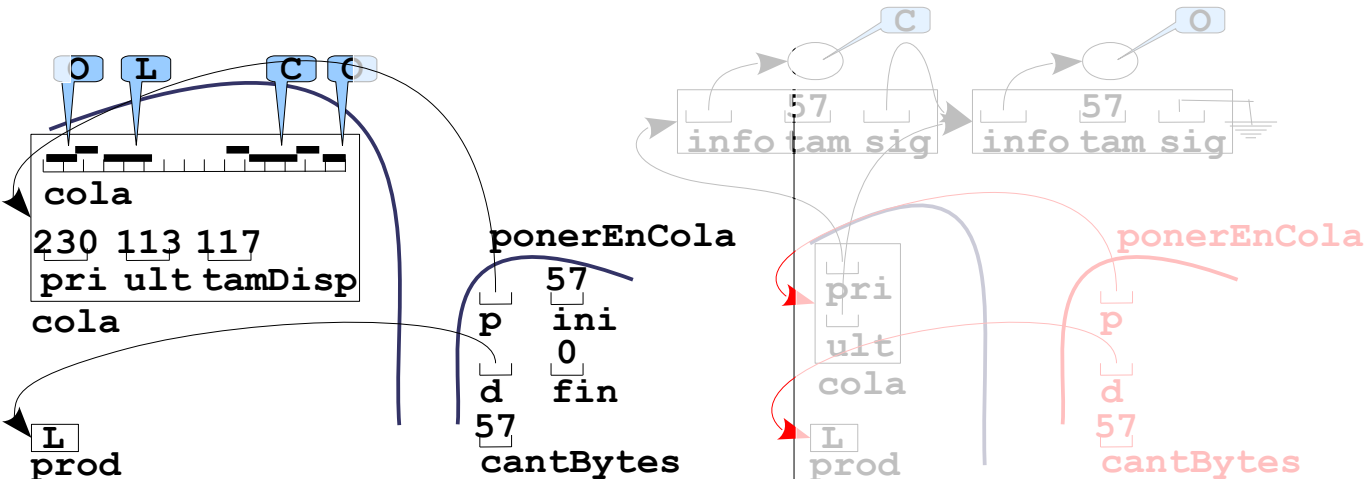 O L C O
cola
230 113 117
pri ult tamDisp
cola
ponerEnCola
57
p ini
0
d fin
57
cantBytes
L
prod
C O
57 57
info tam sig info tam sig
pri
ult
cola
ponerEnCola
p
d
57
cantBytes
L
prod